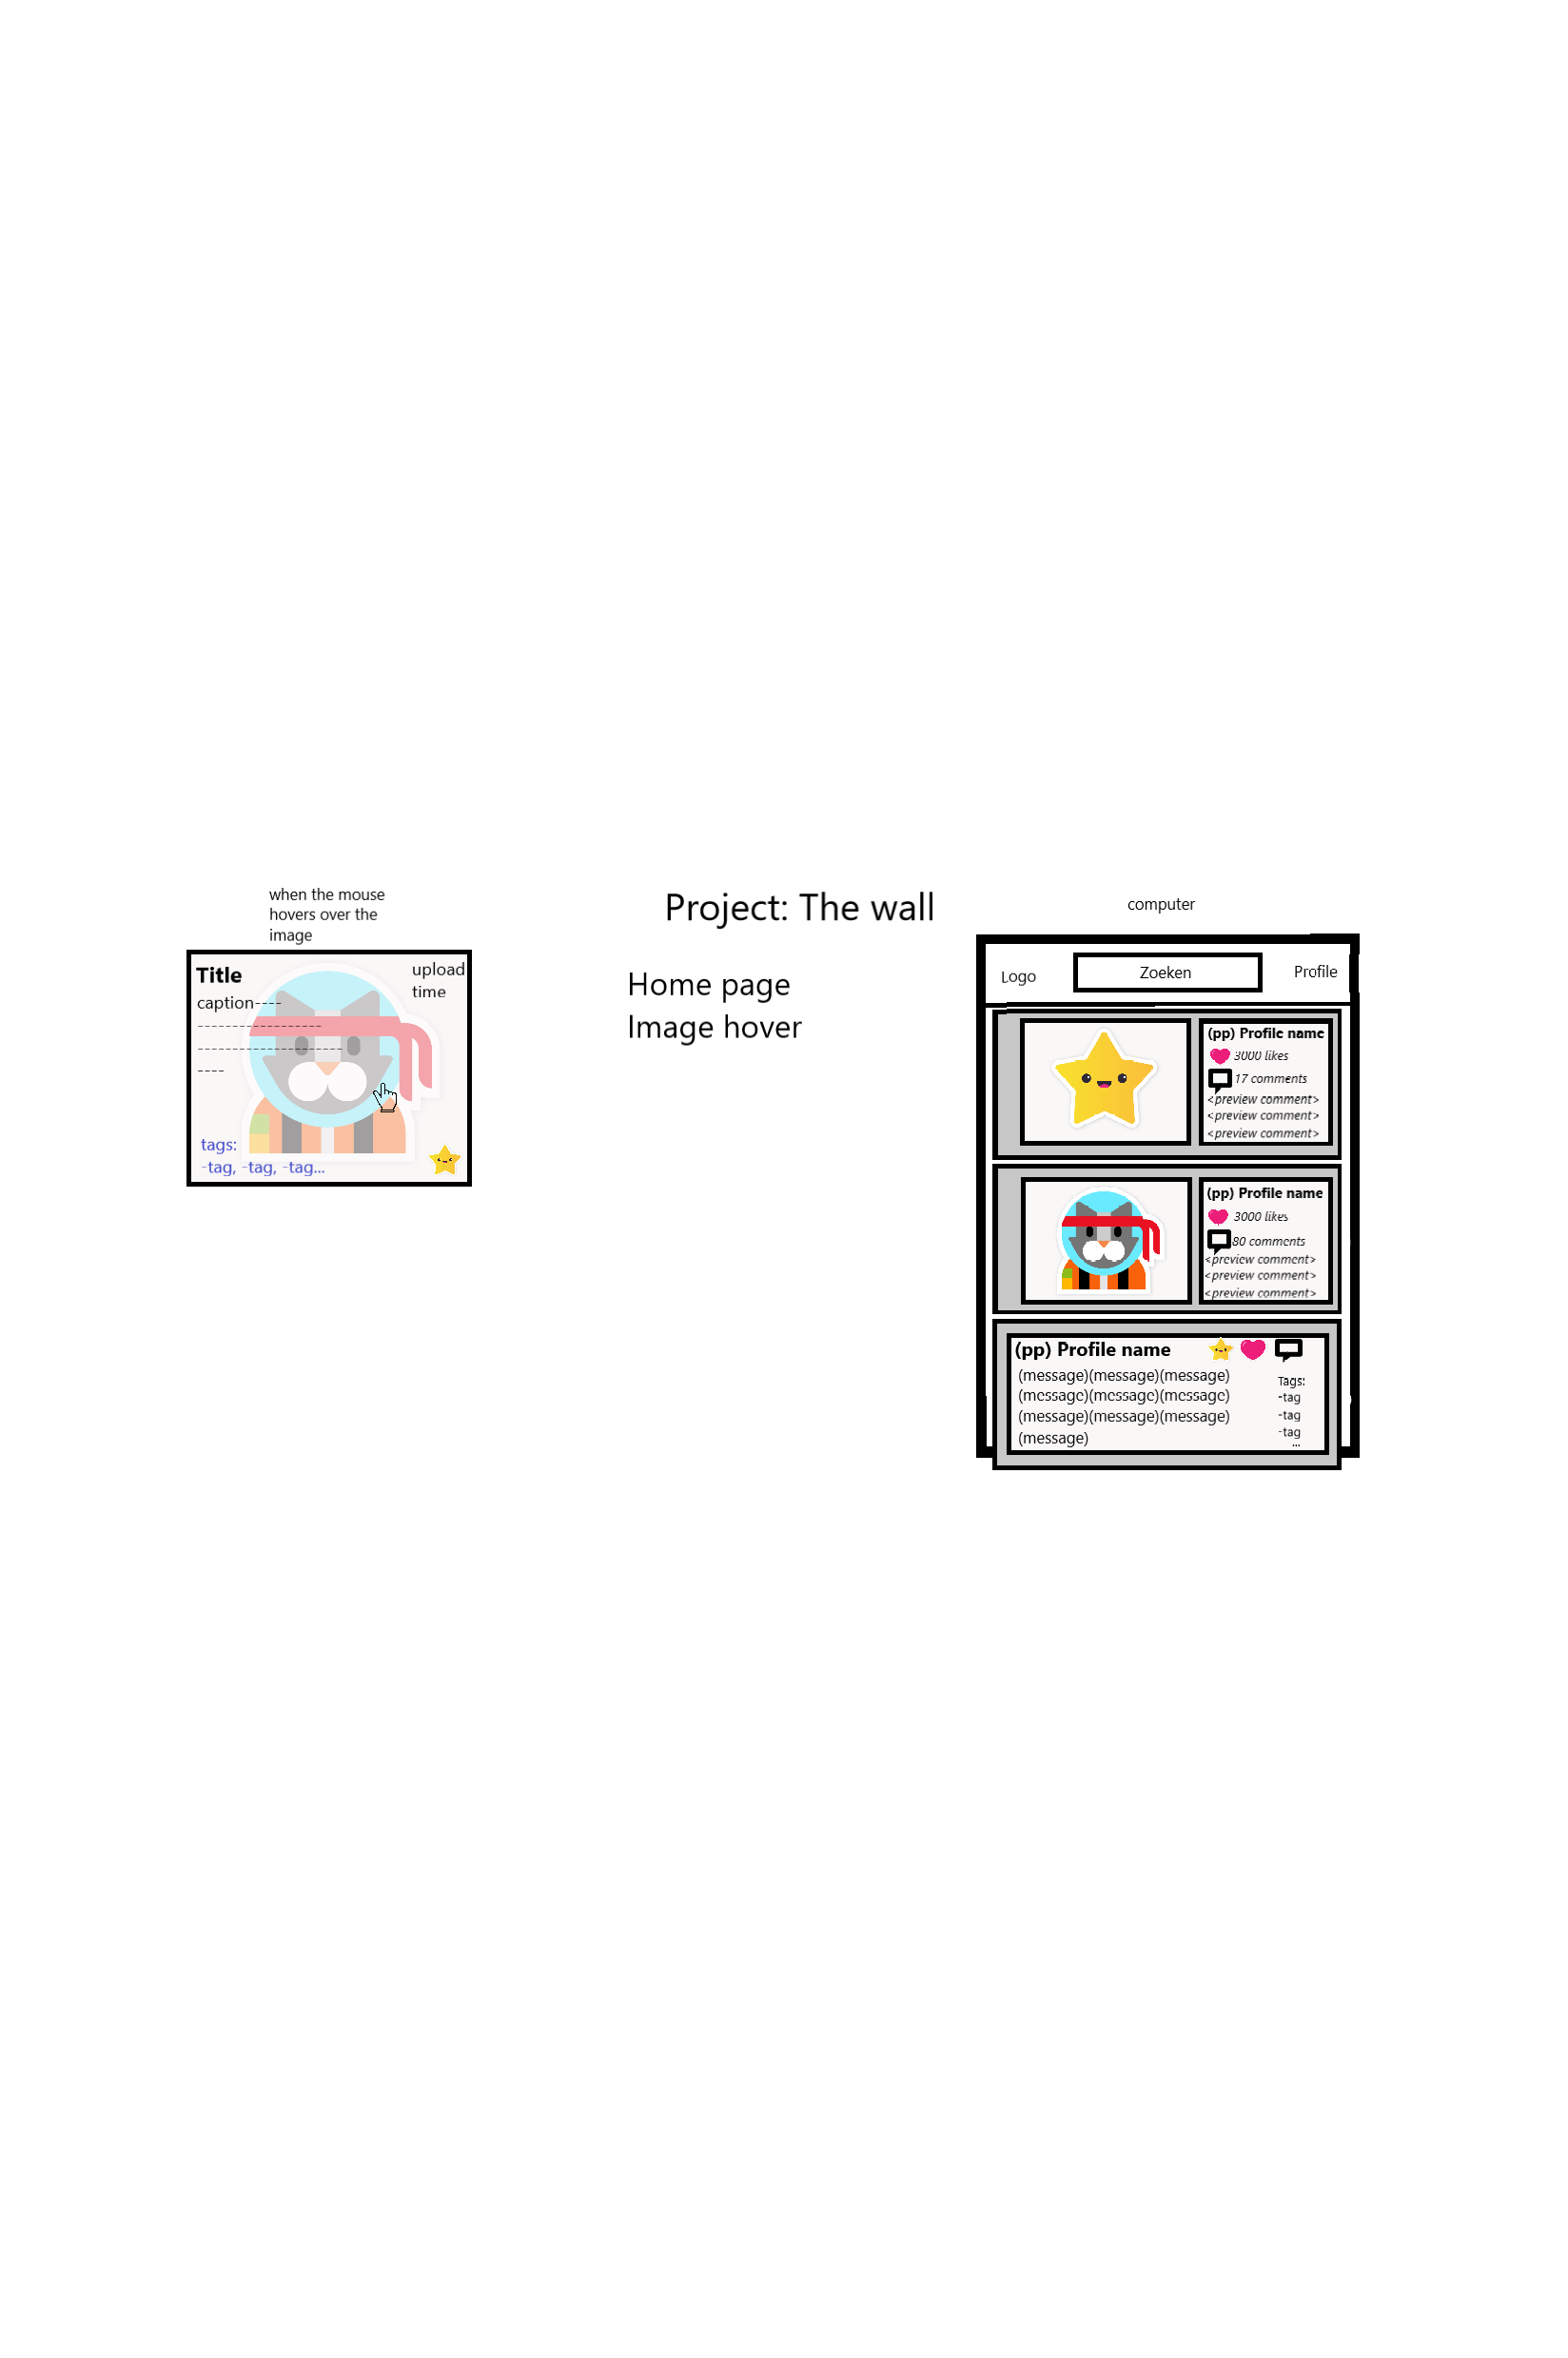 when the mouse
hovers over the
image
Title
upload
time
caption----
------------------
---------------------
----
tags:
-tag, -tag, -tag...
Project: The wall
Home page
Image hover
computer
Logo
Zoeken
Profile
(pp) Profile name
3000 likes
17 comments
<preview comment>
<preview comment>
<preview comment>
(pp) Profile name
3000 likes
80 comments
<preview comment>
<preview comment>
<preview comment>
(pp) Profile name
(message)(message)(message)
(message)(message)(message)
(message)(message)(message)
(message)
Tags:
-tag
-tag
-tag
...